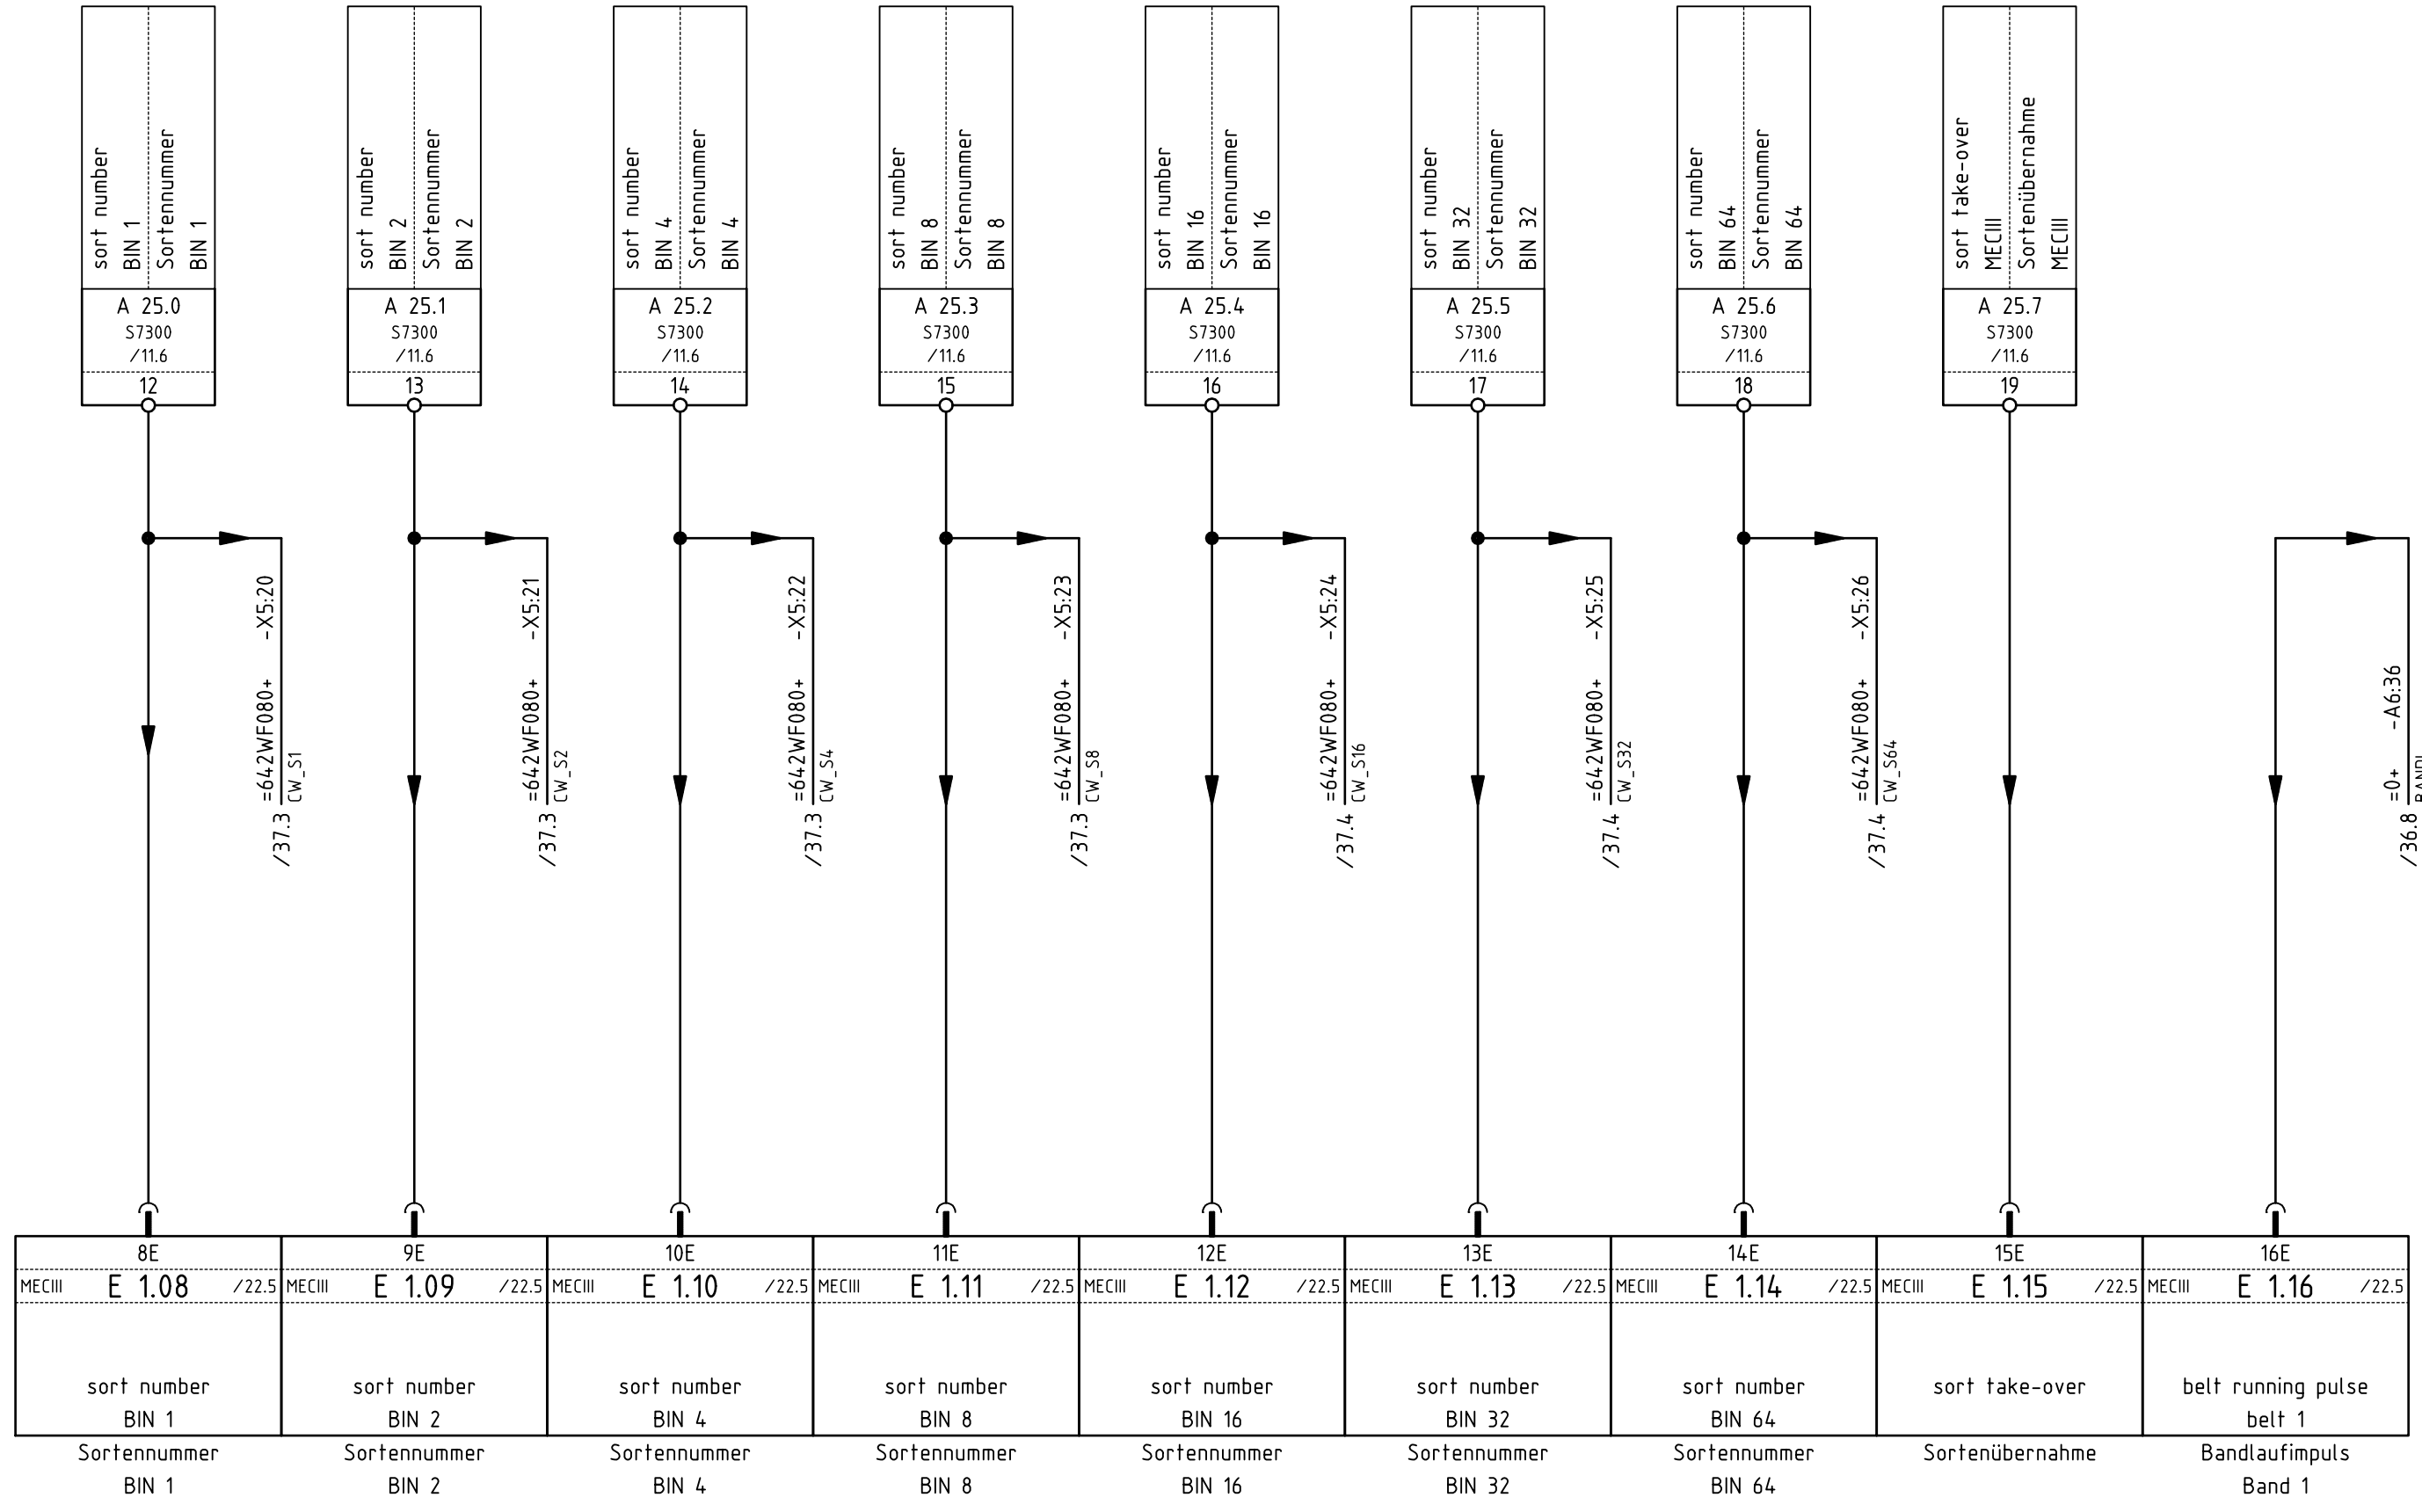 sort number
BIN 1
Sortennummer
BIN 1
sort number
BIN 2
Sortennummer
BIN 2
sort number
BIN 4
Sortennummer
BIN 4
sort number
BIN 8
Sortennummer
BIN 8
sort number
BIN 16
Sortennummer
BIN 16
sort number
BIN 32
Sortennummer
BIN 32
sort number
BIN 64
Sortennummer
BIN 64
sort take-over
MECIII
Sortenübernahme
MECIII
A 25.0
S7300
/11.6
12
A 25.1
S7300
/11.6
13
A 25.2
S7300
/11.6
14
A 25.3
S7300
/11.6
15
A 25.4
S7300
/11.6
16
A 25.5
S7300
/11.6
17
A 25.6
S7300
/11.6
18
A 25.7
S7300
/11.6
19
=642WF080+ -X5:20
/37.3 CW_S1
=642WF080+ -X5:21
/37.3 CW_S2
=642WF080+ -X5:22
/37.3 CW_S4
=642WF080+ -X5:23
/37.3 CW_S8
=642WF080+ -X5:24
/37.4 CW_S16
=642WF080+ -X5:25
/37.4 CW_S32
=642WF080+ -X5:26
/37.4 CW_S64
=0+ -A6:36
/36.8
8E
MECIII E 1.08 /22.5
sort number
BIN 1
Sortennummer
BIN 1
9E
MECIII E 1.09 /22.5
sort number
BIN 2
Sortennummer
BIN 2
10E
MECIII E 1.10 /22.5
sort number
BIN 4
Sortennummer
BIN 4
11E
MECIII E 1.11 /22.5
sort number
BIN 8
Sortennummer
BIN 8
12E
MECIII E 1.12 /22.5
sort number
BIN 16
Sortennummer
BIN 16
13E
MECIII E 1.13 /22.5
sort number
BIN 32
Sortennummer
BIN 32
14E
MECIII E 1.14 /22.5
sort number
BIN 64
Sortennummer
BIN 64
15E
MECIII E 1.15 /22.5
sort take-over
Sortenübernahme
16E
MECIII E 1.16 /22.5
belt running pulse
belt 1
Bandlaufimpuls
Band 1